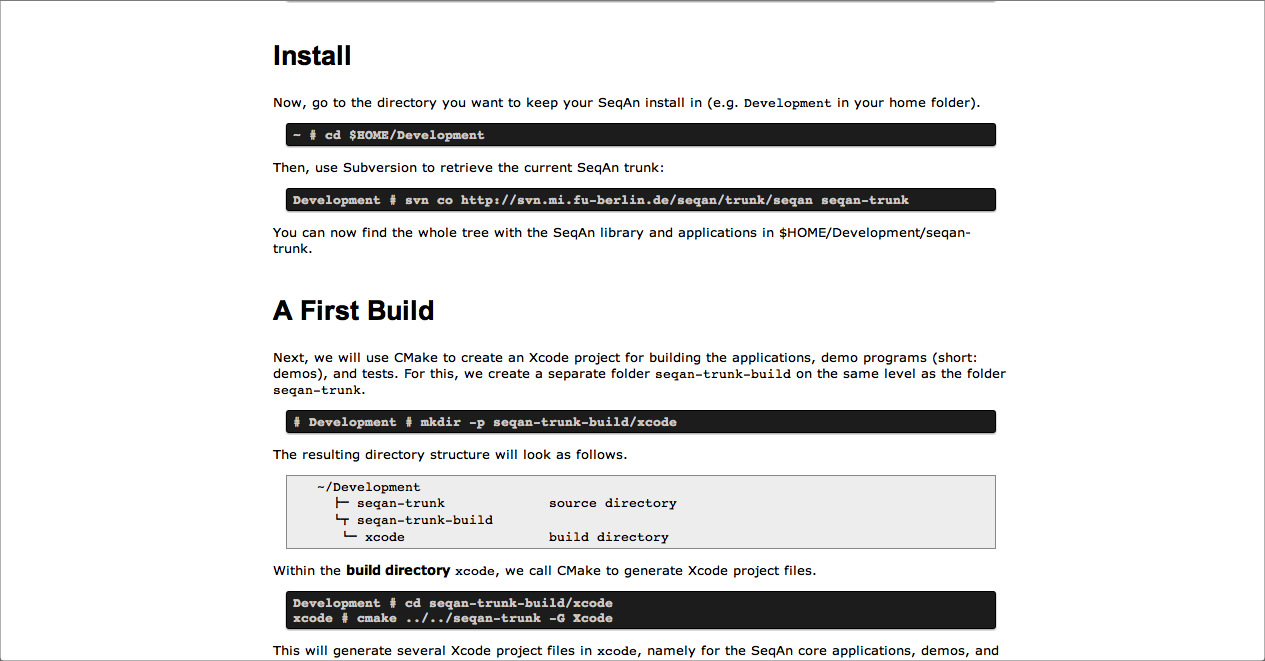 Install
Now, go to the directory you want to keep your SeqAn install in (e.g. Development in your home folder).
~ # cd $HOME/Development
Then, use Subversion to retrieve the current SeqAn trunk:
Development # svn co http://svn.mi.fu-berlin.de/seqan/trunk/seqan seqan-trunk
You can now find the whole tree with the SeqAn library and applications in $HOME/Development/seqan-
trunk.
A First Build
Next, we will use CMake to create an Xcode project for building the applications, demo programs (short:
demos), and tests. For this, we create a separate folder seqan-trunk-build on the same level as the folder
seqan-trunk.
# Development # mkdir -p seqan-trunk-build/xcode
The resulting directory structure will look as follows.
~/Development
├─ seqan-trunk source directory
└┬ seqan-trunk-build
└─ xcode build directory
Within the build directory xcode, we call CMake to generate Xcode project files.
Development # cd seqan-trunk-build/xcode
xcode # cmake ../../seqan-trunk -G Xcode
This will generate several Xcode project files in xcode, namely for the SeqAn core applications, demos, and